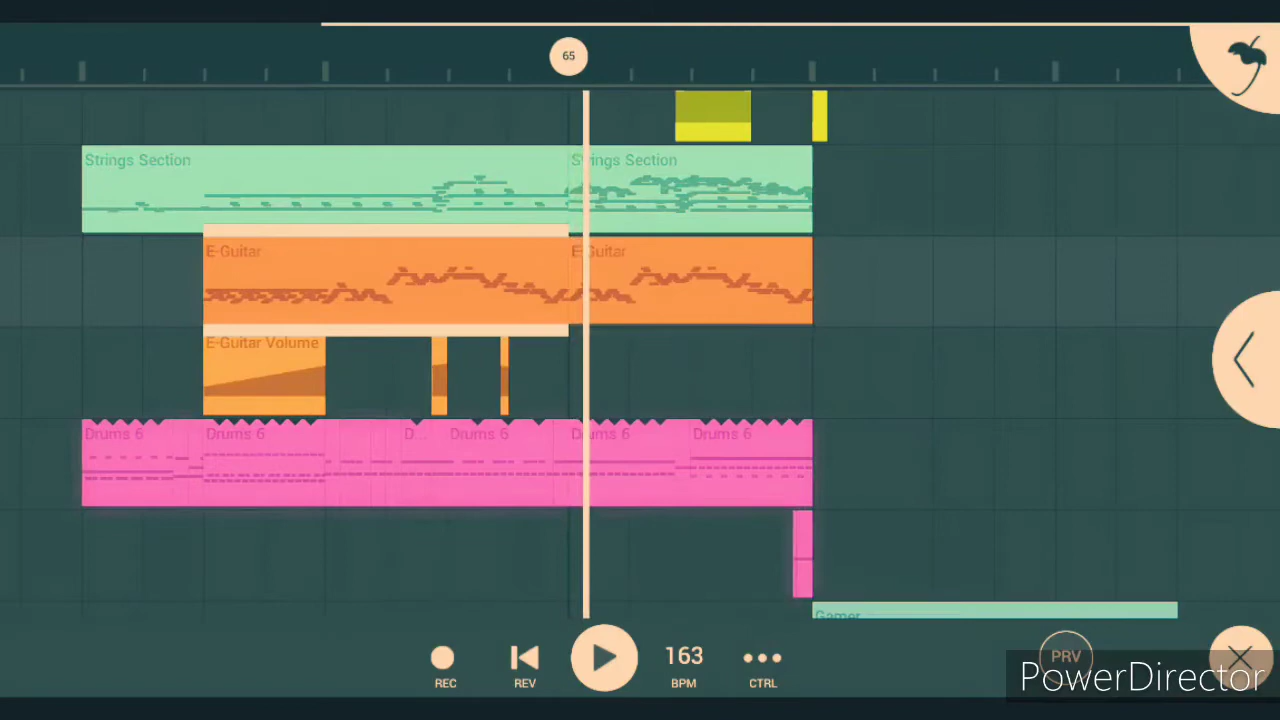 65
Strings Section
Strings Section
E-Guitar
E-Guitar
E-Guitar Volume
Drums 6
Drums 6
D...
Drums 6
Drums 6
Drums 6
Gamer
163
PRV
REC
REV
BPM
CTRL
PowerDirector